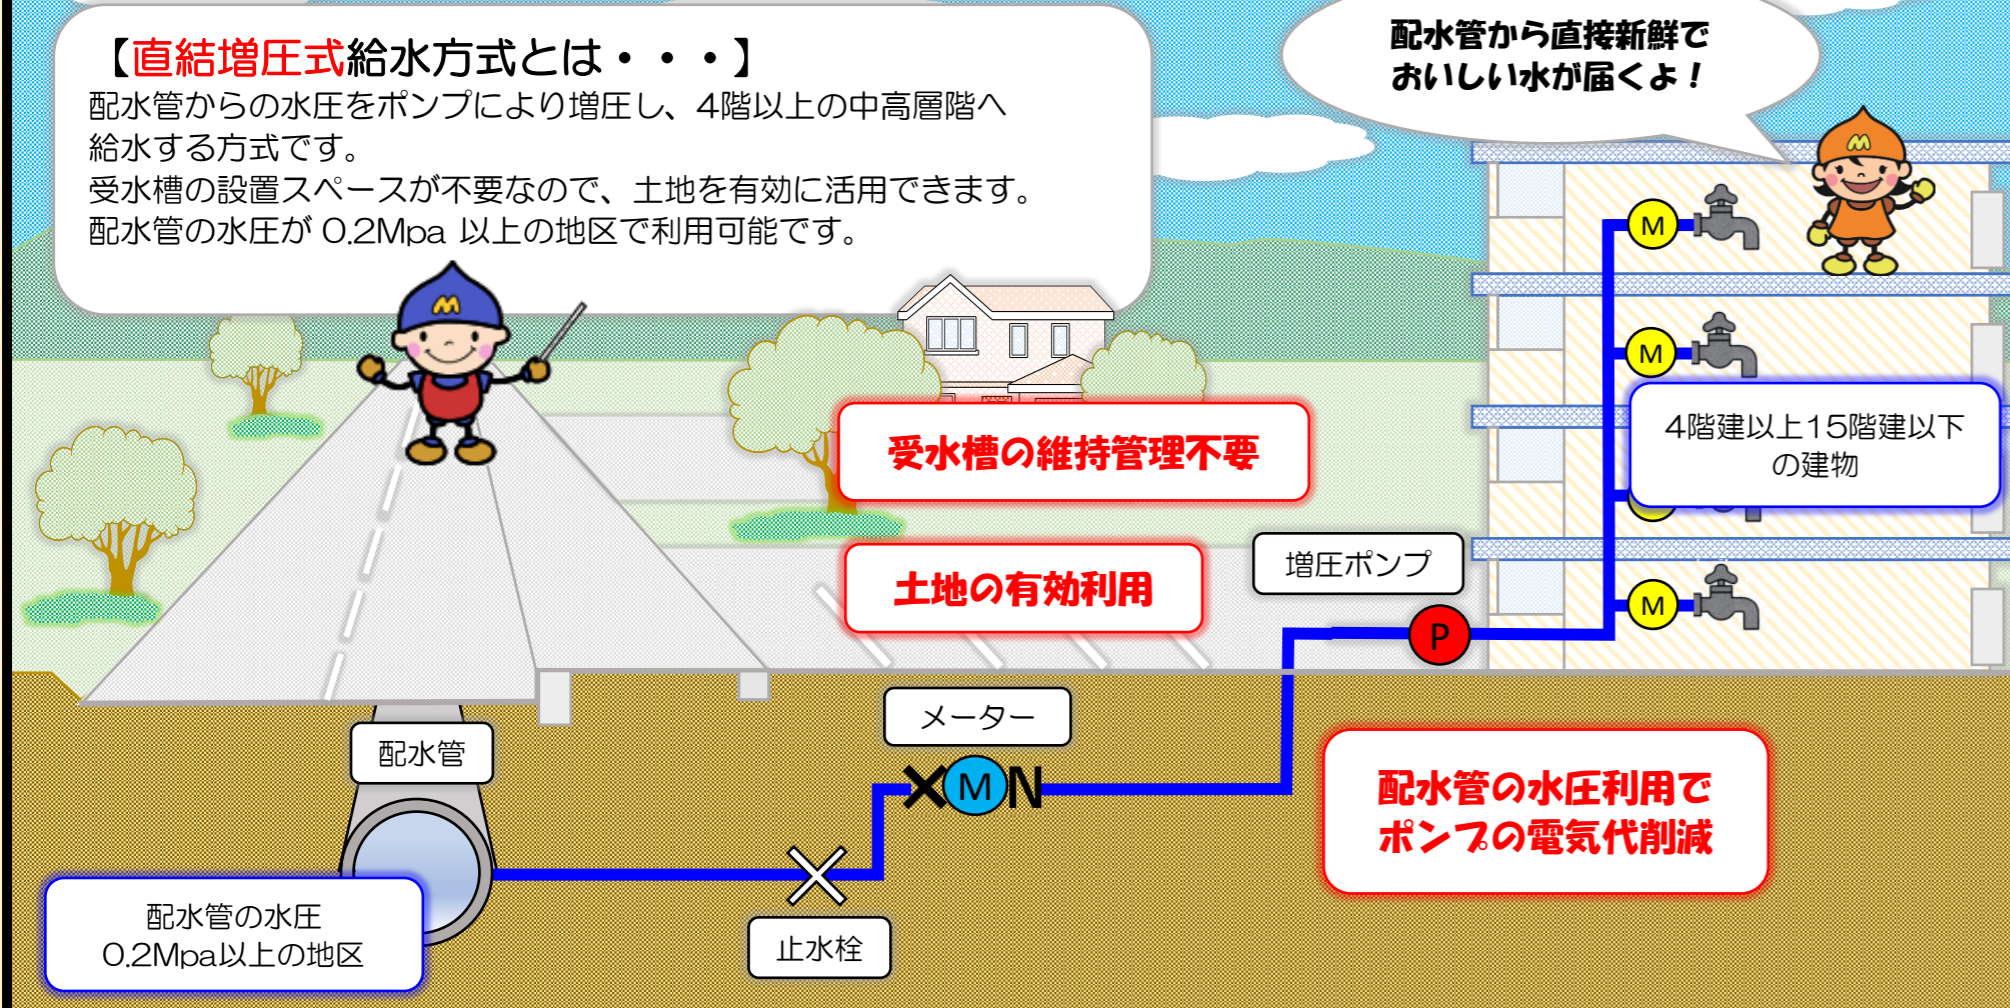 【直結増圧式給水方式とは・・・】
配水管からの水圧をポンプにより増圧し、4階以上の中高層階へ
給水する方式です。
受水槽の設置スペースが不要なので、土地を有効に活用できます。
配水管の水圧が 0.2Mpa 以上の地区で利用可能です。
配水管から直接新鮮で
おいしい水が届くよ！
M
M
M
M
4階建以上15階建以下
の建物
受水槽の維持管理不要
土地の有効利用
増圧ポンプ
M
P
メーター
M N
配水管
配水管の水圧利用で
ポンプの電気代削減
配水管の水圧
0.2Mpa以上の地区
止水栓